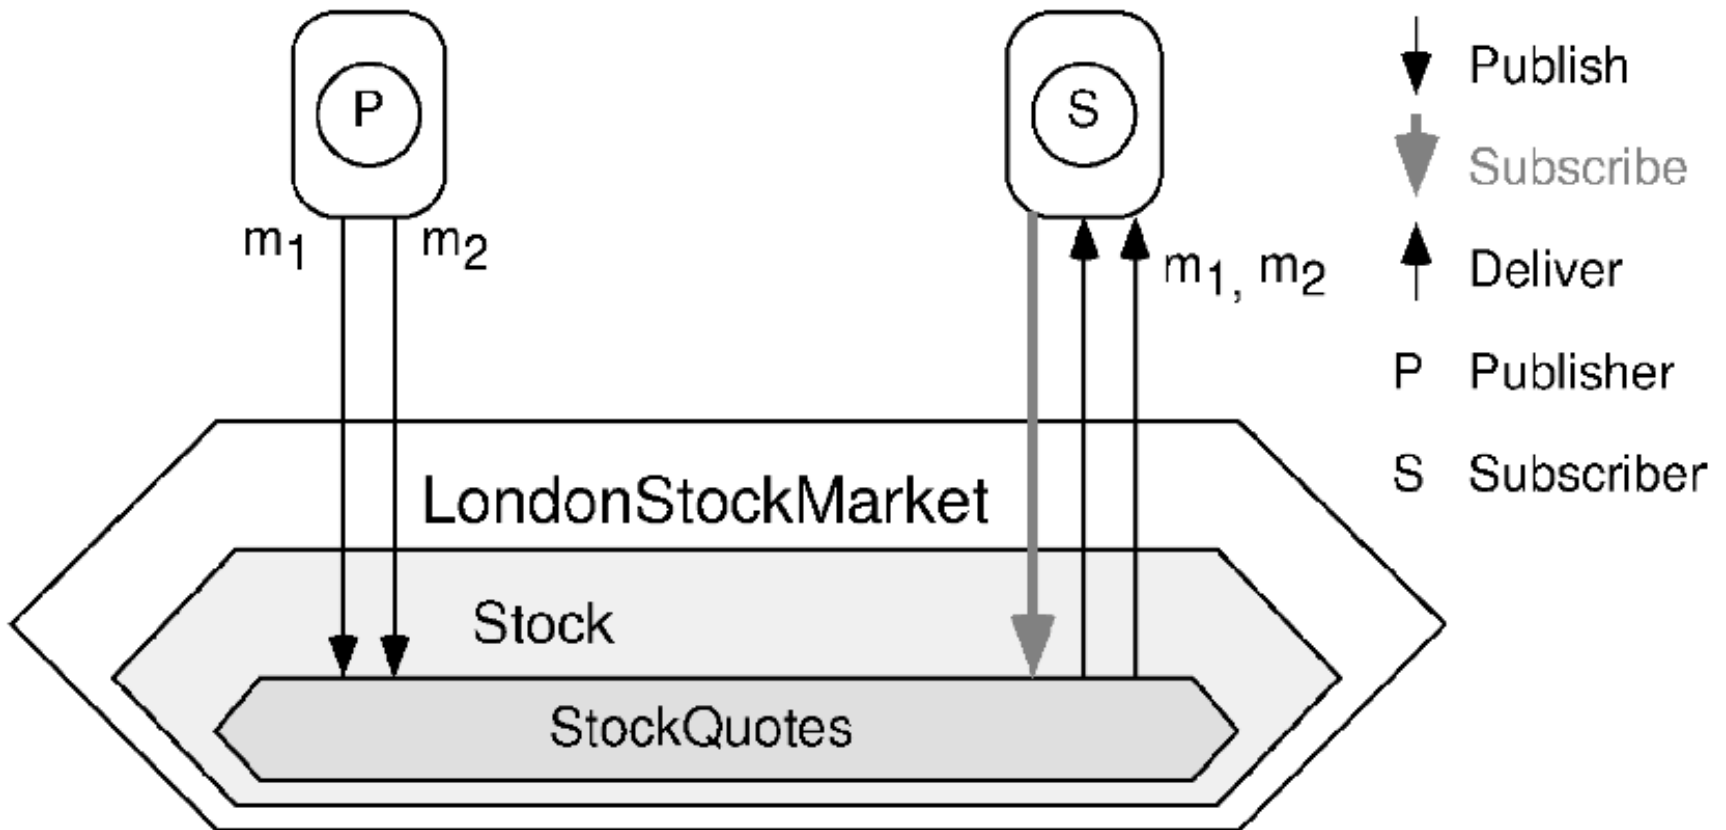 P
S
m1
m2
m1, m2
LondonStockMarket
Stock
StockQuotes
Publish
Subscribe
Deliver
P Publisher
S Subscriber